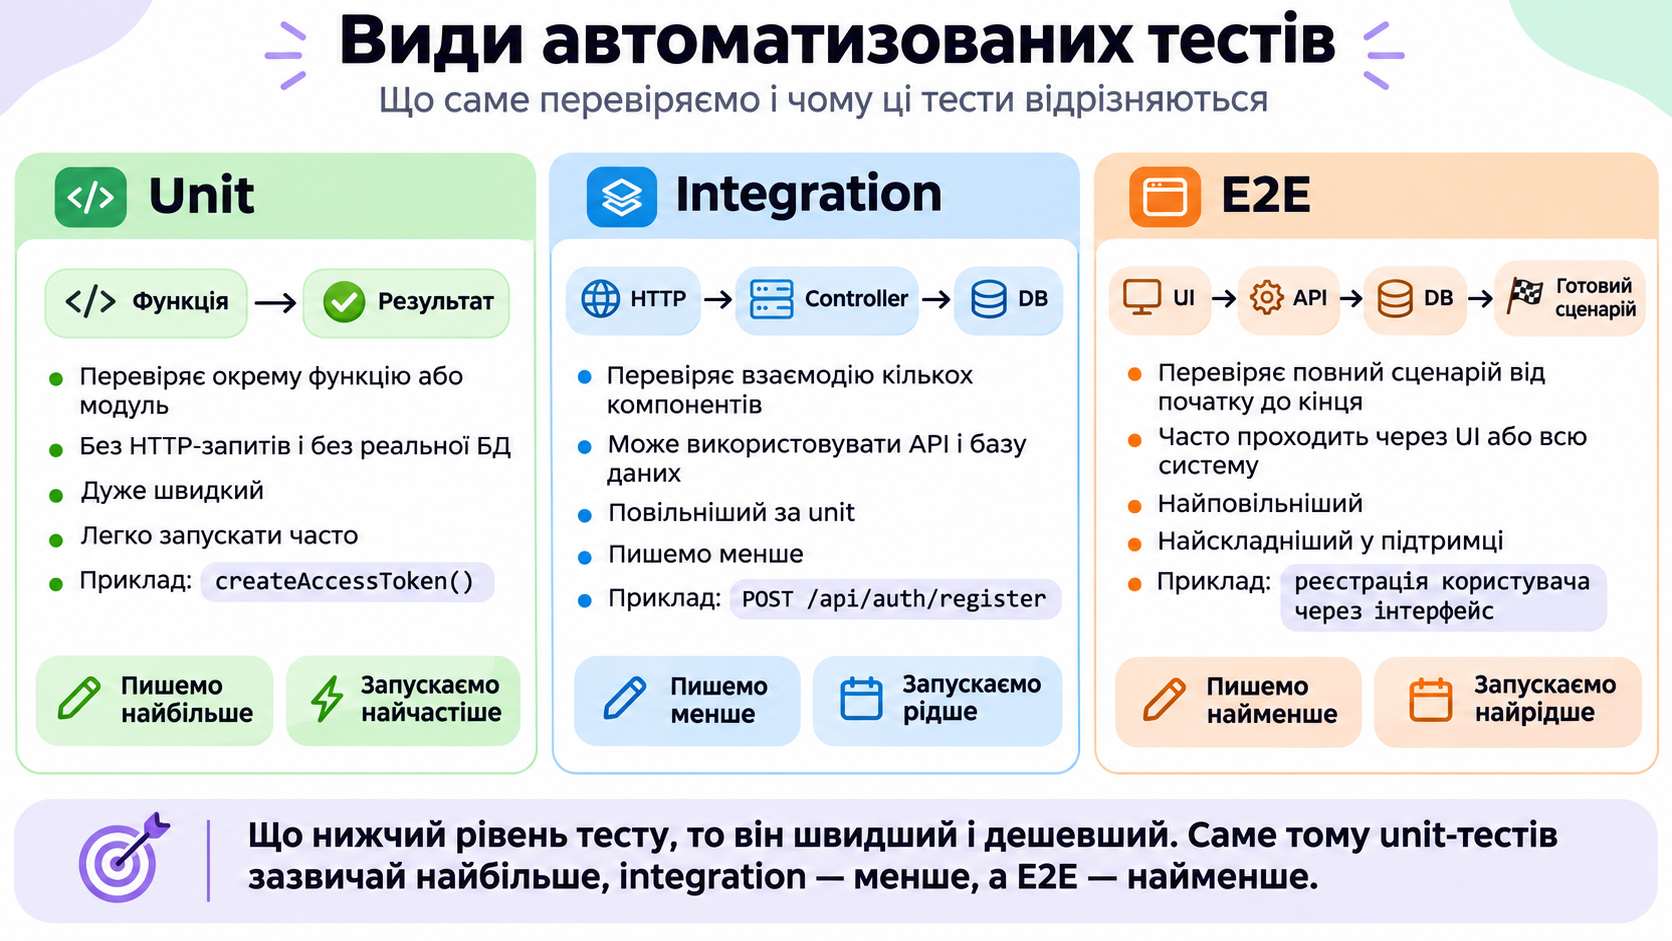 Види автоматизованих тестів
Що саме перевіряємо і чому ці тести відрізняються
</> Unit
</> Функція → Результат
Перевіряє окрему функцію або
модуль
Без HTTP-запитів і без реальної БД
Дуже швидкий
Легко запускати часто
Приклад: createAccessToken()
Пишемо
найбільше
Запускаємо
найчастіше
Integration
HTTP → Controller → DB
Перевіряє взаємодію кількох
компонентів
Може використовувати API і базу
даних
Повільніший за unit
Пишемо менше
Приклад: POST /api/auth/register
Пишемо
менше
Запускаємо
рідше
E2E
UI → API → DB → Готовий
сценарій
Перевіряє повний сценарій від
початку до кінця
Часто проходить через UI або всю
систему
Найповільніший
Найскладніший у підтримці
Приклад: реєстрація користувача
через інтерфейс
Пишемо
найменше
Запускаємо
найрідше
Що нижчий рівень тесту, то він швидший і дешевший. Саме тому unit-тестів
зазвичай найбільше, integration — менше, а E2E — найменше.